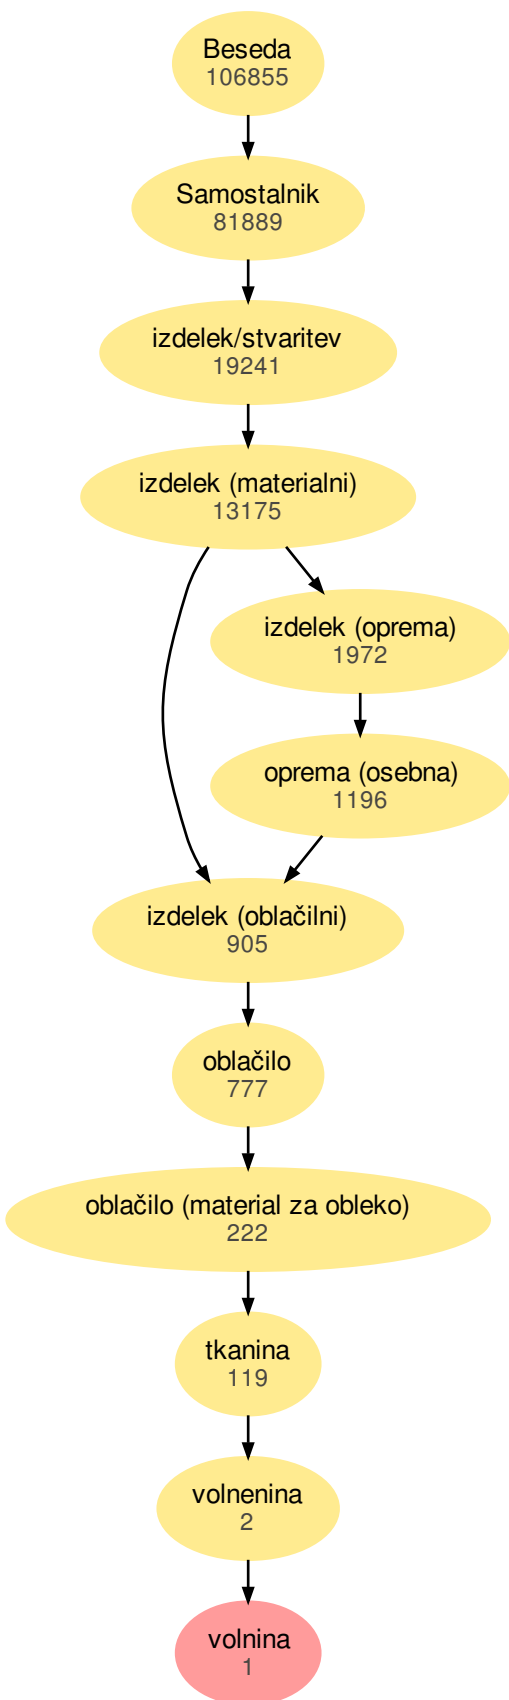 Beseda
106855
Samostalnik
81889
izdelek/stvaritev
19241
izdelek (materialni)
13175
izdelek (oprema)
1972
oprema (osebna)
1196
izdelek (oblačilni)
905
oblačilo
777
oblačilo (material za obleko)
222
tkanina
119
volnenina
2
volnina
1